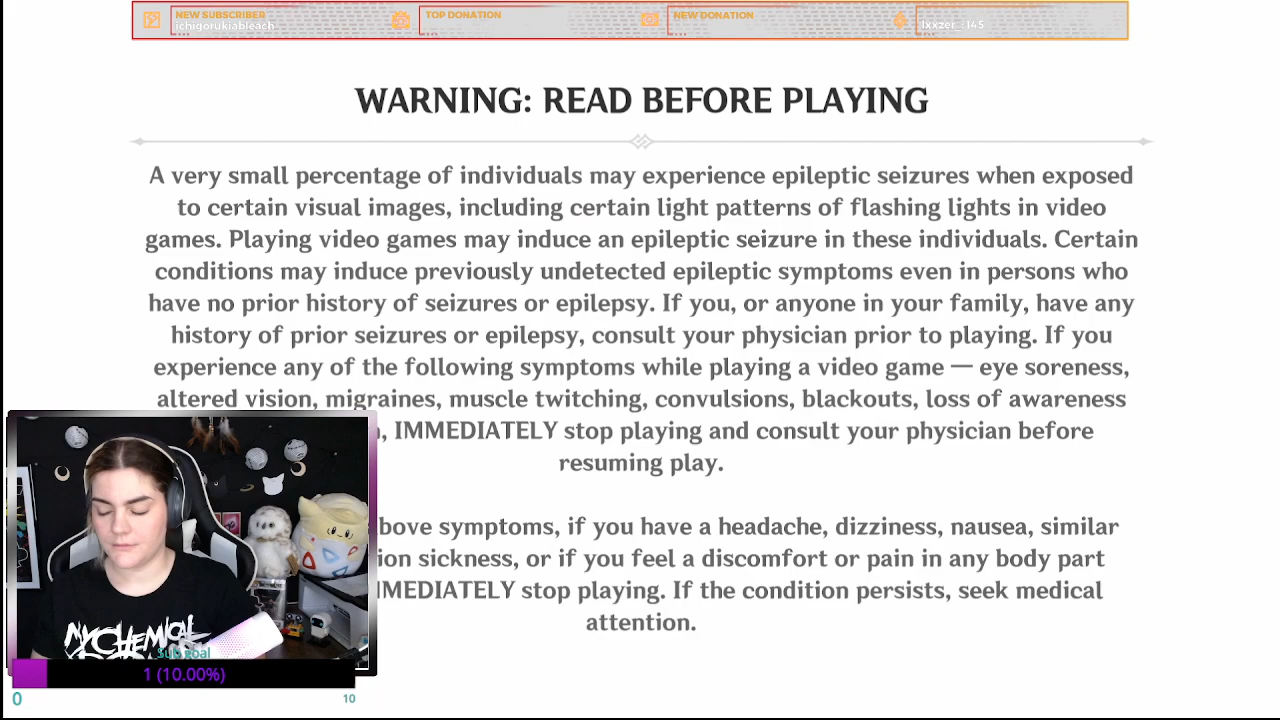 NEW SUBSCRIBER
ichigorukiableach
TOP DONATION
...
NEW DONATION
...
lxxzer_:145
...
WARNING: READ BEFORE PLAYING
A very small percentage of individuals may experience epileptic seizures when exposed
to certain visual images, including certain light patterns of flashing lights in video
games. Playing video games may induce an epileptic seizure in these individuals. Certain
conditions may induce previously undetected epileptic symptoms even in persons who
have no prior history of seizures or epilepsy. If you, or anyone in your family, have any
history of prior seizures or epilepsy, consult your physician prior to playing. If you
experience any of the following symptoms while playing a video game — eye soreness,
altered vision, migraines, muscle twitching, convulsions, blackouts, loss of awareness
, IMMEDIATELY stop playing and consult your physician before
resuming play.
bove symptoms, if you have a headache, dizziness, nausea, similar
ion sickness, or if you feel a discomfort or pain in any body part
MEDIATELY stop playing. If the condition persists, seek medical
attention.
MY CHEMICAL
Sub goal
1 (10.00%)
0
10